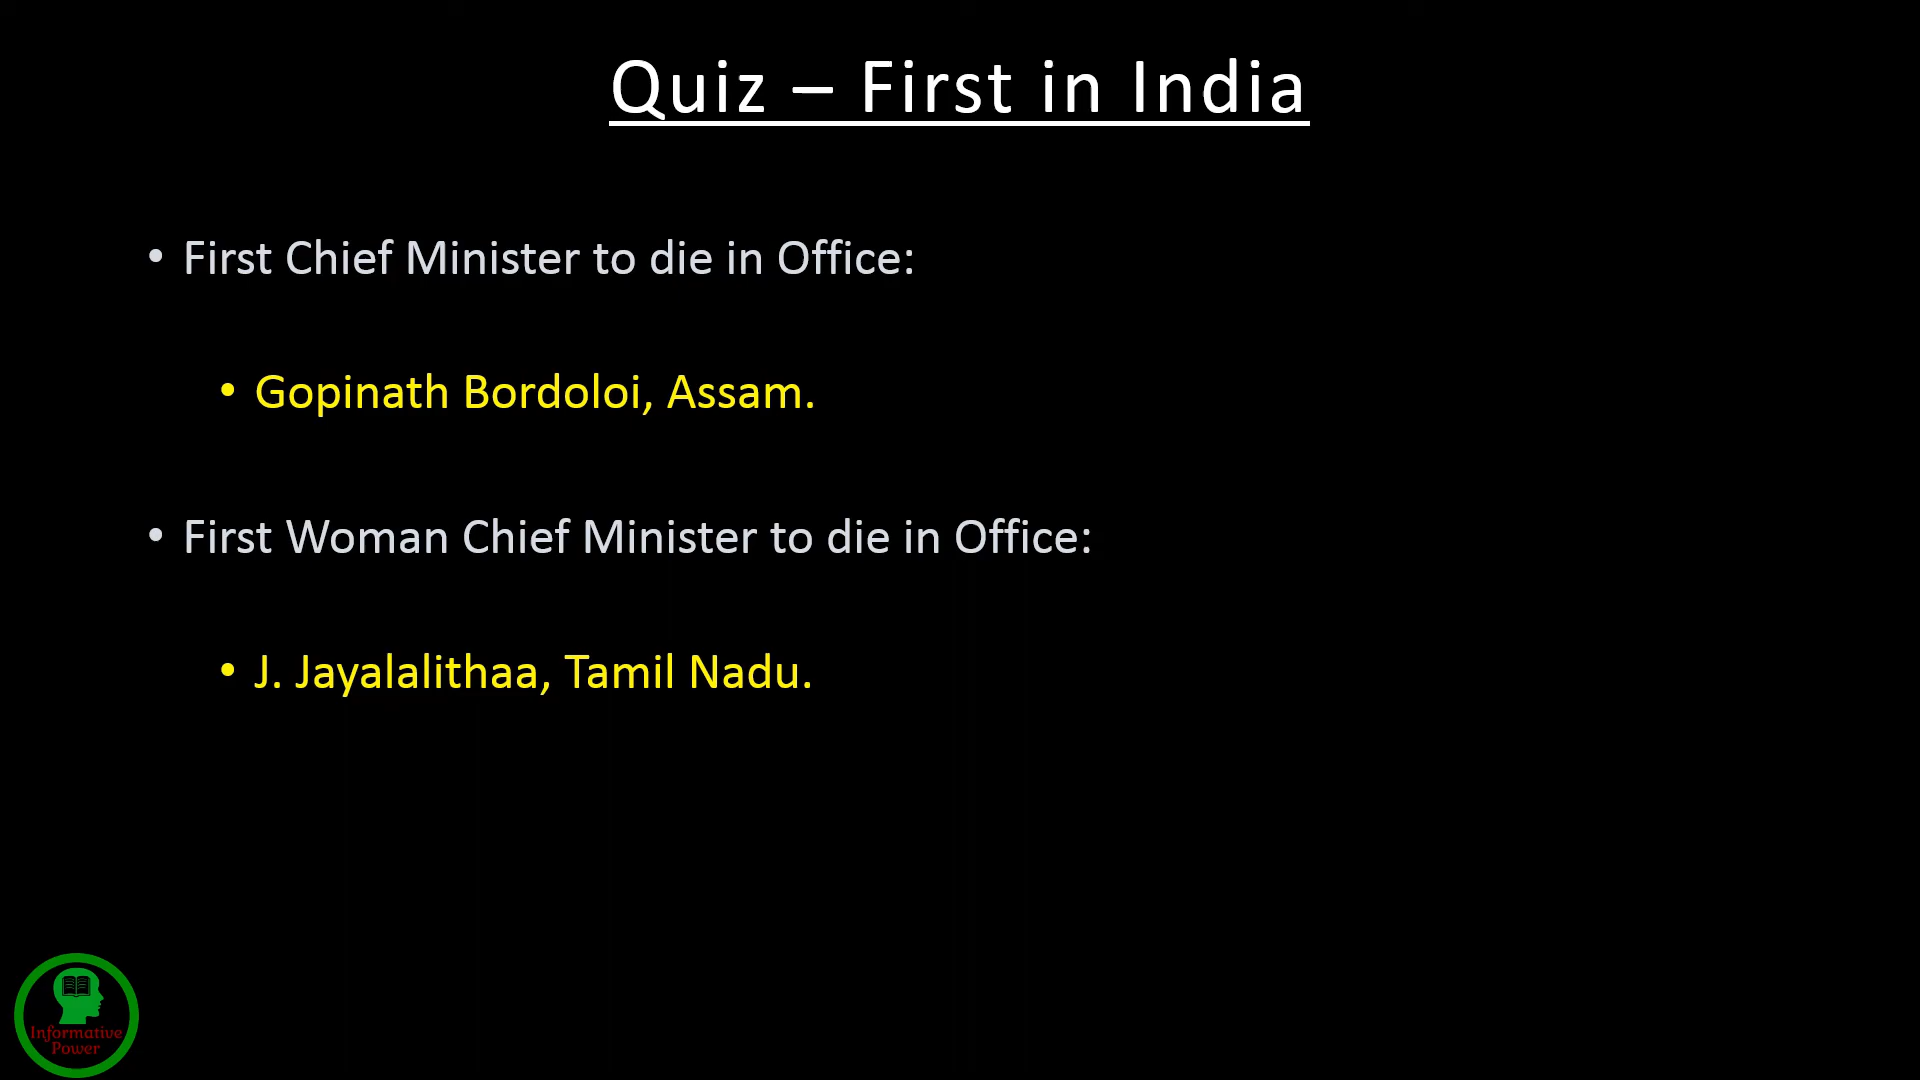 Quiz – First in India
• First Chief Minister to die in Office:
• Gopinath Bordoloi, Assam.
• First Woman Chief Minister to die in Office:
• J. Jayalalithaa, Tamil Nadu.
Informative
Power